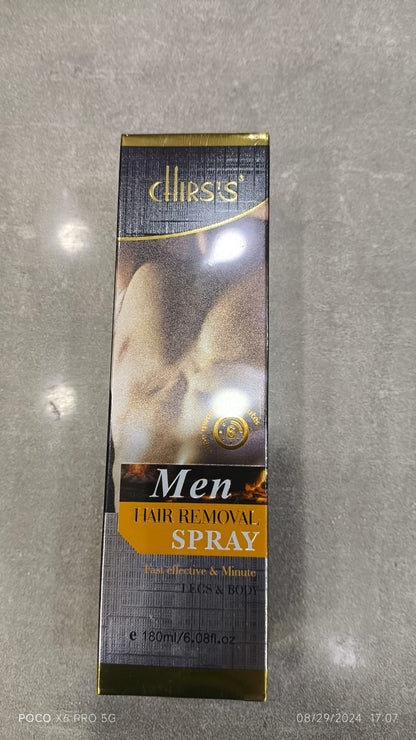 CHIRS'S
Men
HAIR REMOVAL
SPRAY
Fast effective & Minute
LEGS & BODY
e 180ml/6.08fl.oz
POCO X6 PRO 5G
08/29/2024 17:07